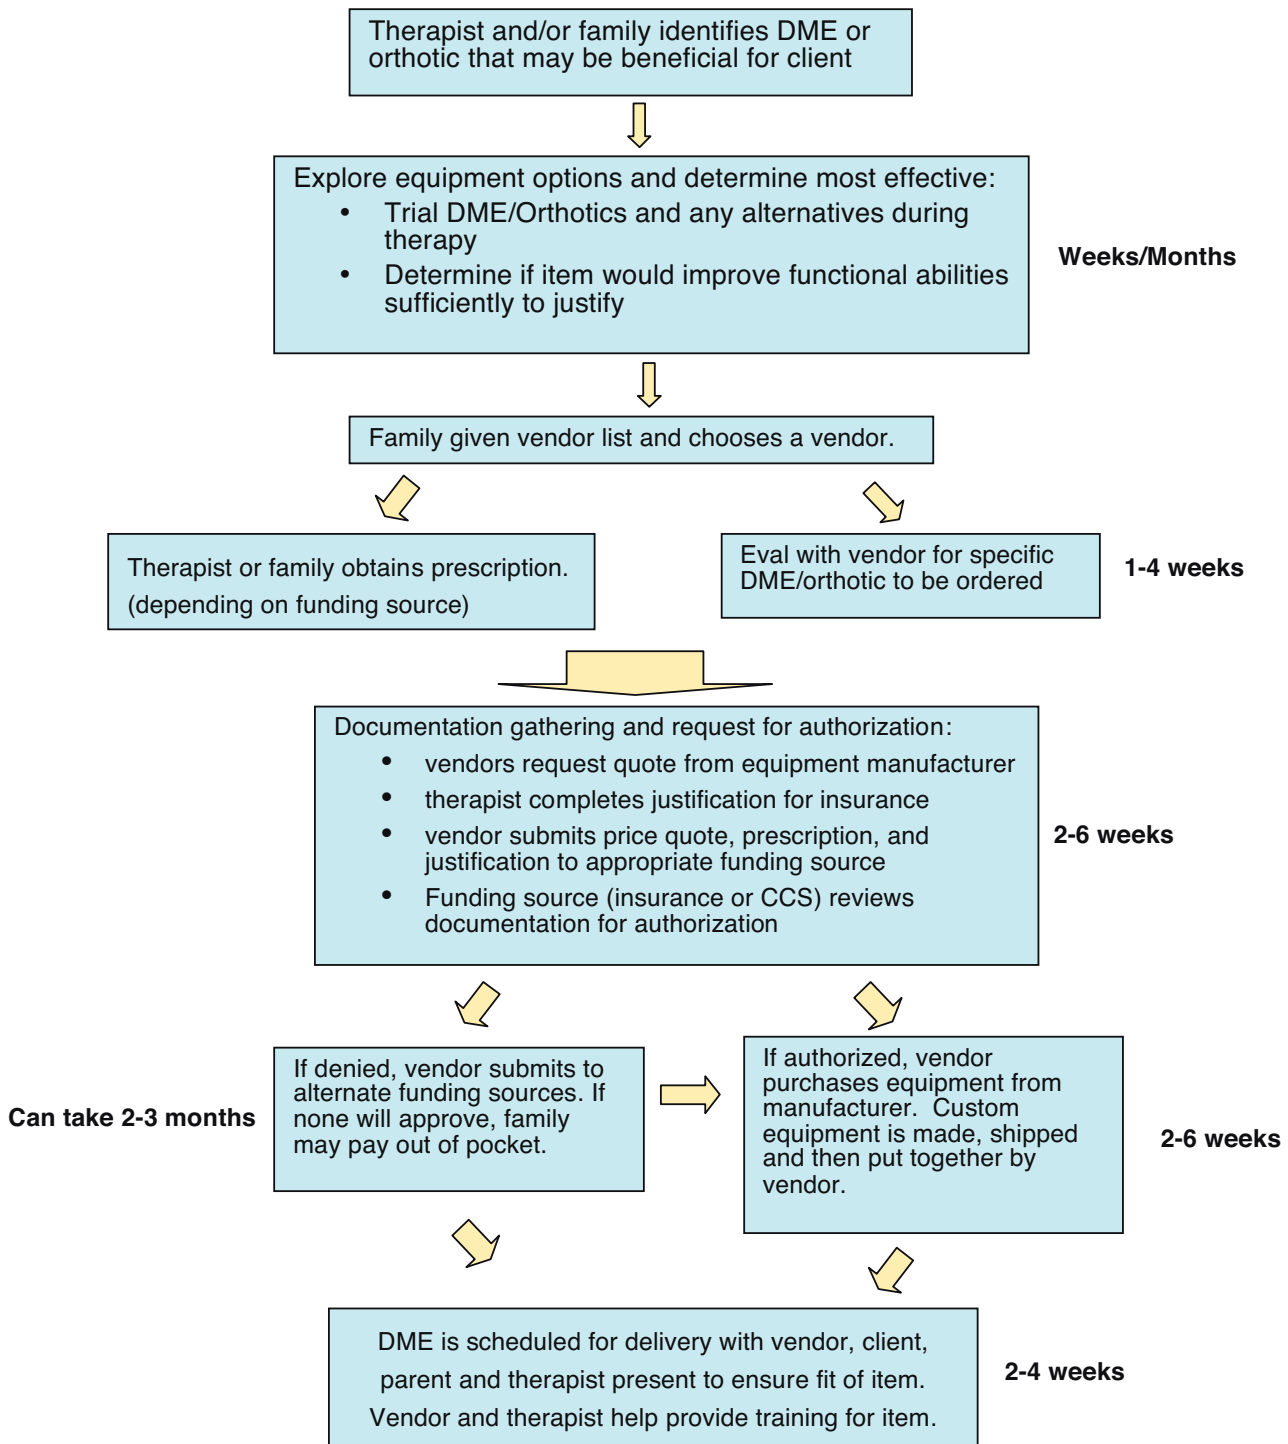 Therapist and/or family identifies DME or
orthotic that may be beneficial for client
Explore equipment options and determine most effective:
• Trial DME/Orthotics and any alternatives during
therapy
• Determine if item would improve functional abilities
sufficiently to justify
Weeks/Months
Family given vendor list and chooses a vendor.
Therapist or family obtains prescription.
(depending on funding source)
Eval with vendor for specific
DME/orthotic to be ordered
1-4 weeks
Documentation gathering and request for authorization:
• vendors request quote from equipment manufacturer
• therapist completes justification for insurance
• vendor submits price quote, prescription, and
justification to appropriate funding source
• Funding source (insurance or CCS) reviews
documentation for authorization
2-6 weeks
Can take 2-3 months
If denied, vendor submits to
alternate funding sources. If
none will approve, family
may pay out of pocket.
If authorized, vendor
purchases equipment from
manufacturer. Custom
equipment is made, shipped
and then put together by
vendor.
2-6 weeks
DME is scheduled for delivery with vendor, client,
parent and therapist present to ensure fit of item.
Vendor and therapist help provide training for item.
2-4 weeks